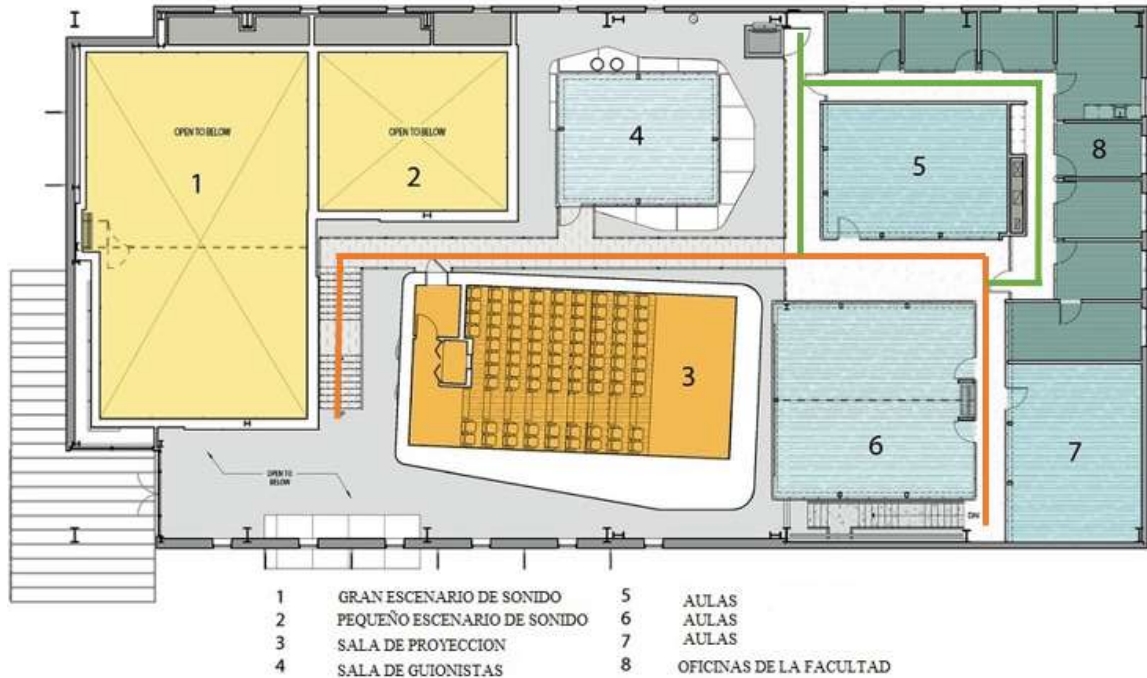 OPEN TO BELOW
OPEN TO BELOW
1
2
3
4
5
6
7
8
OPEN TO
BELOW
DN
1 GRAN ESCENARIO DE SONIDO
2 PEQUEÑO ESCENARIO DE SONIDO
3 SALA DE PROYECCION
4 SALA DE GUIONISTAS
5 AULAS
6 AULAS
7 AULAS
8 OFICINAS DE LA FACULTAD